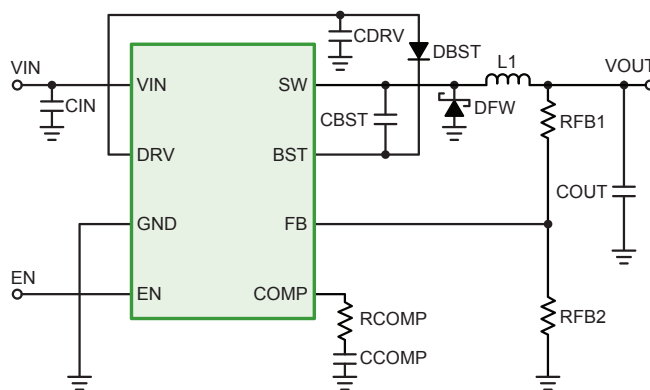 CDRV
DBST
VIN
VIN
SW
L1
VOUT
CIN
CBST
DFW
RFB1
DRV
BST
COUT
GND
FB
EN
EN
COMP
RCOMP
RFB2
CCOMP